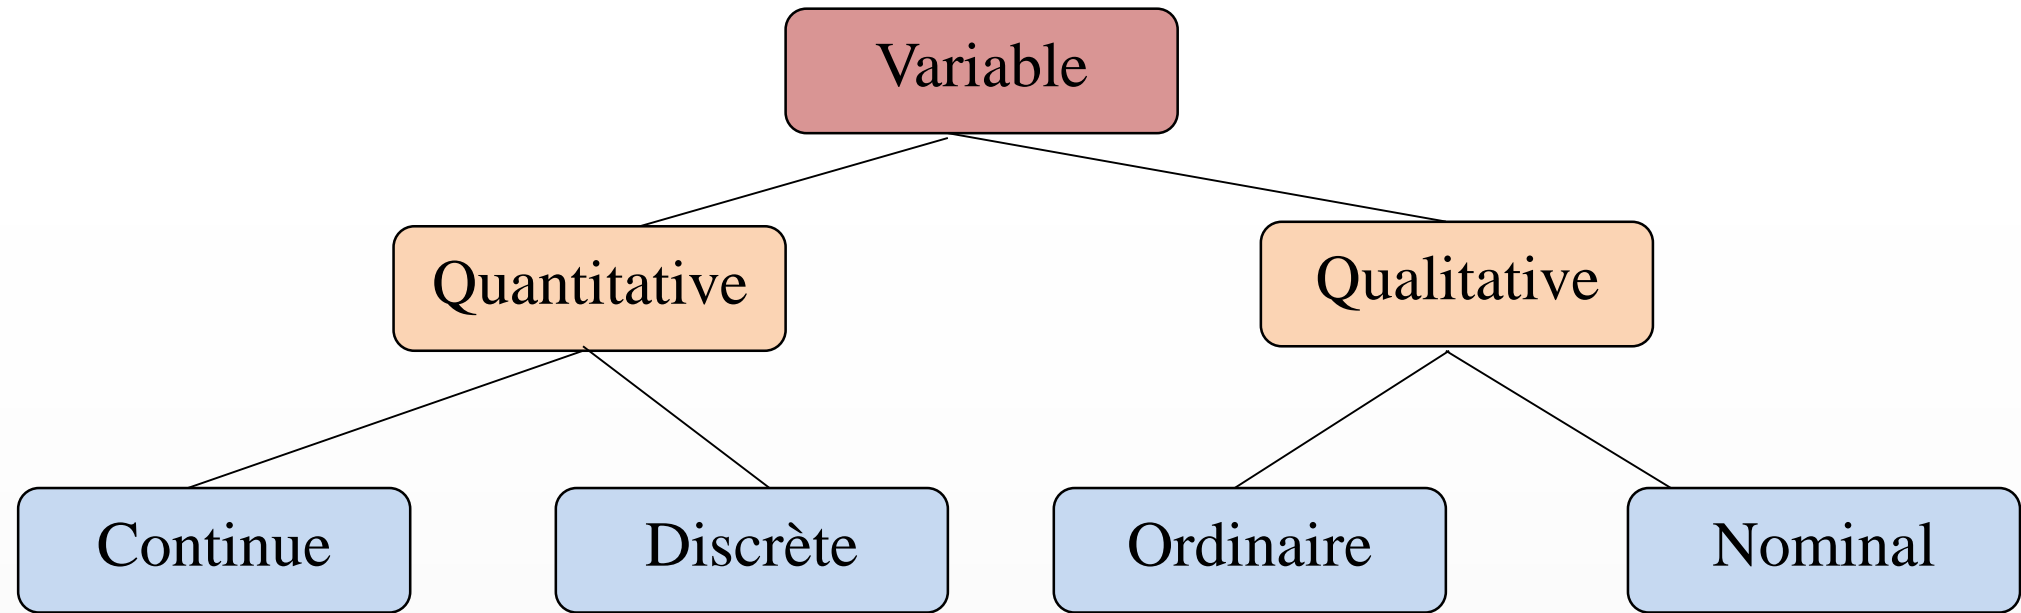 Variable
Quantitative
Qualitative
Continue
Discrète
Ordinaire
Nominal